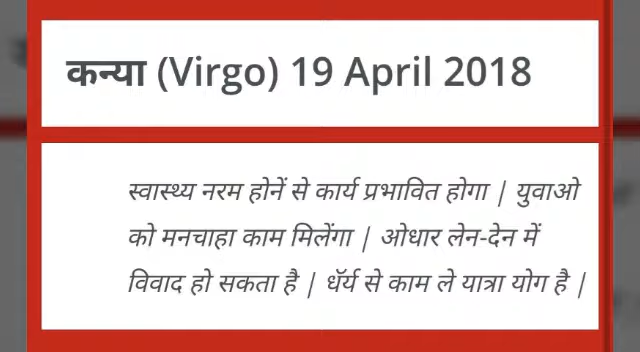 कन्या (Virgo) 19 April 2018
स्वास्थ्य नरम होनें से कार्य प्रभावित होगा | युवाओ
को मनचाहा काम मिलेंगा | ओधार लेन-देन में
विवाद हो सकता है | धॅर्य से काम ले यात्रा योग है |